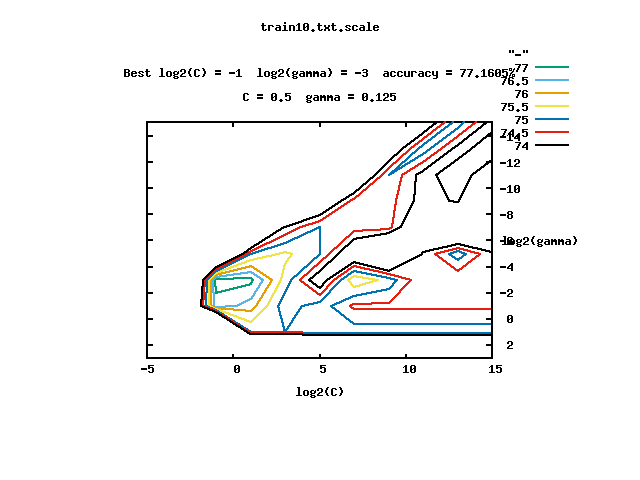 train10.txt.scale
"-"
Best log2(C) = -1 log2(gamma) = -3 accuracy = 77.1605%
77
76.5
C = 0.5 gamma = 0.125
76
75.5
75
74.5
74
-14
-12
-10
-8
-6
log2(gamma)
-4
-2
0
2
-5 0 5 10 15
log2(C)